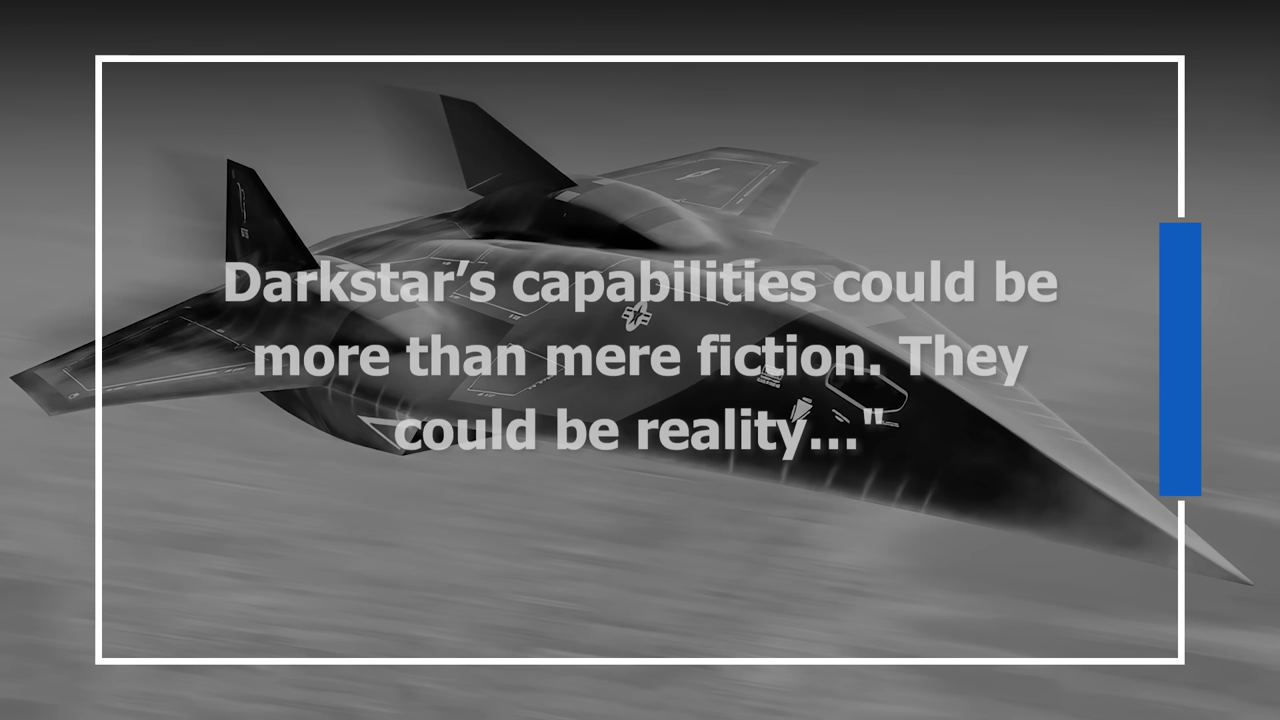 Darkstar’s capabilities could be
more than mere fiction. They
could be reality…"